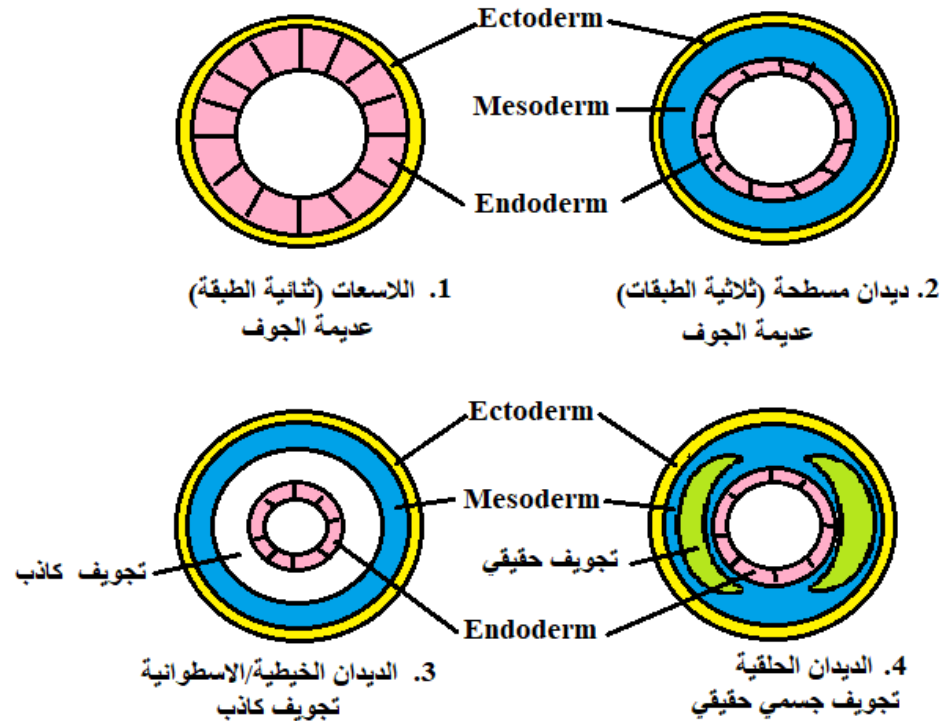 Ectoderm
Mesoderm
Endoderm
1. اللاسعات (ثنائية الطبقة)
عديمة الجوف
2. ديدان مسطحة (ثلاثية الطبقات)
عديمة الجوف
Ectoderm
Mesoderm
تجويف كاذب
تجويف حقيقي
Endoderm
3. الديدان الخيطية/الاسطوانية
تجويف كاذب
4. الديدان الحلقية
تجويف جسمي حقيقي